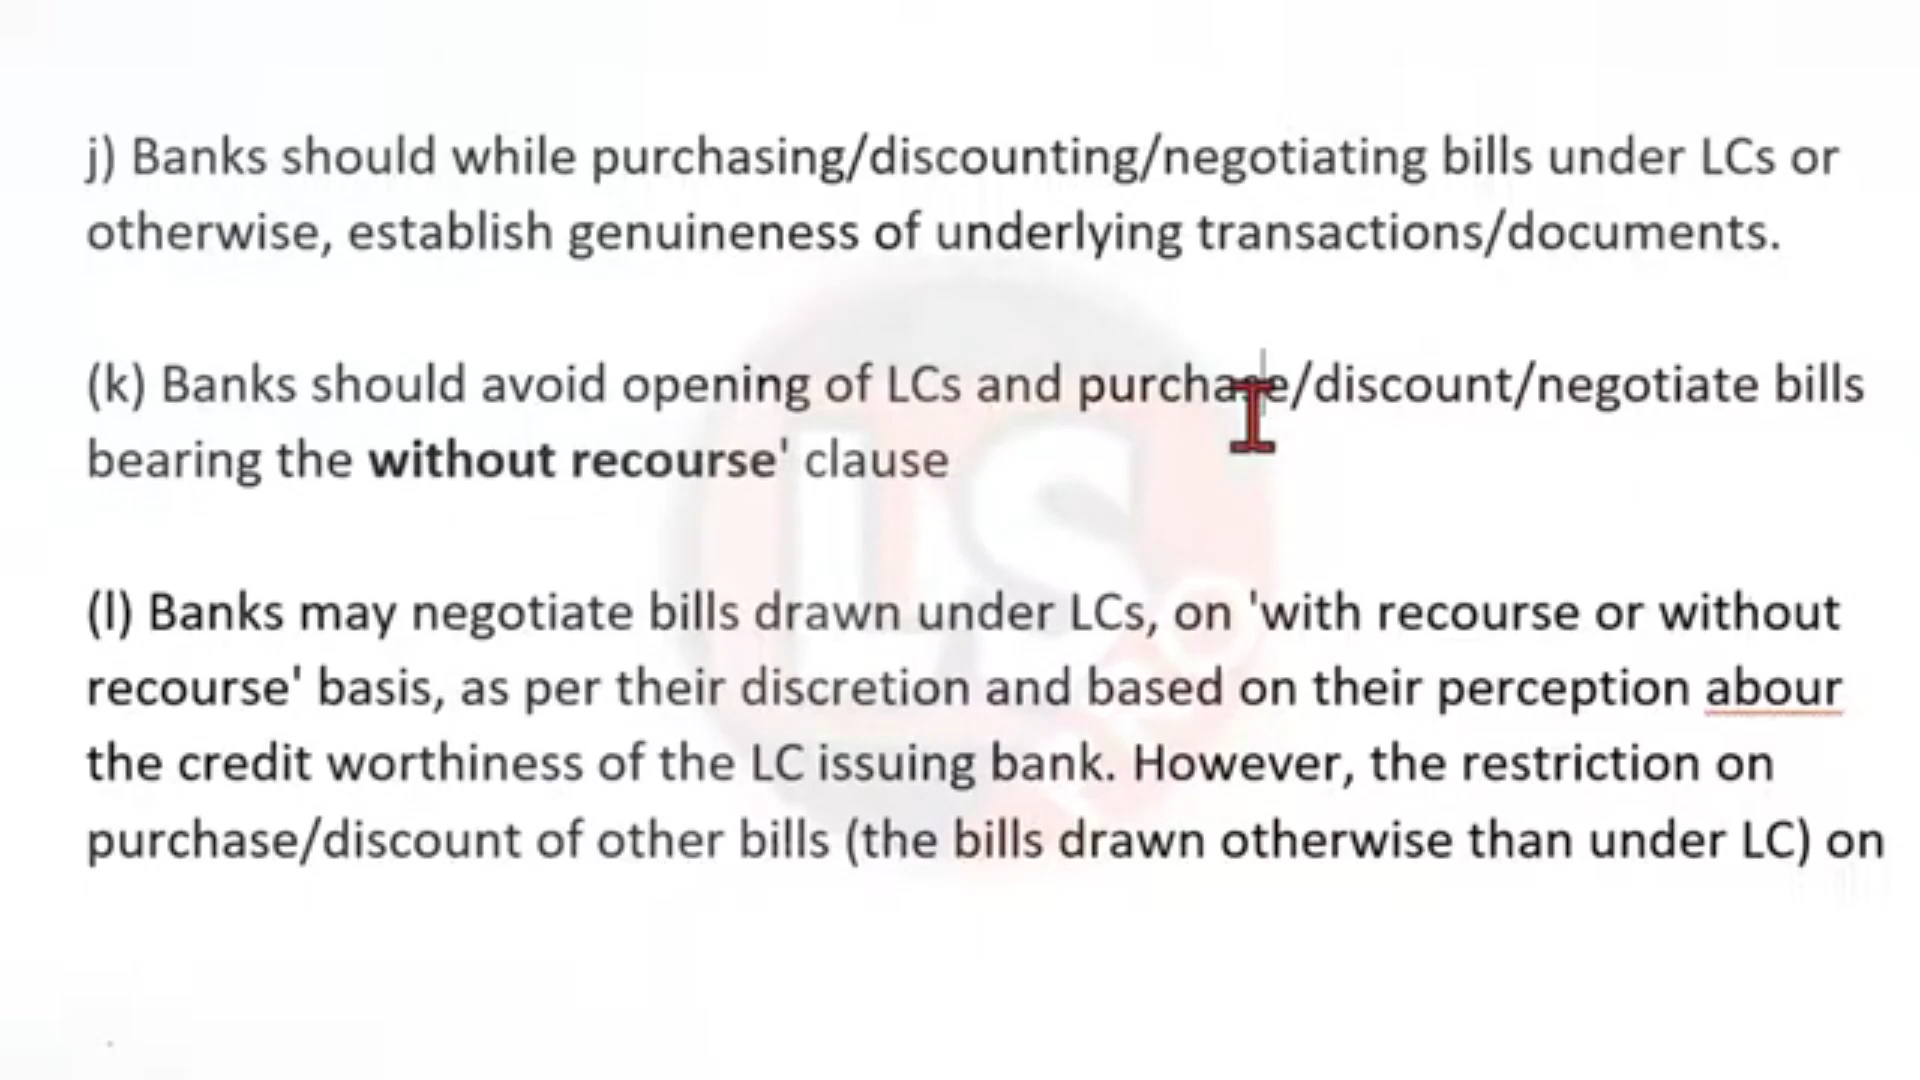 j) Banks should while purchasing/discounting/negotiating bills under LCs or
otherwise, establish genuineness of underlying transactions/documents.
(k) Banks should avoid opening of LCs and purchase/discount/negotiate bills
bearing the without recourse' clause
(l) Banks may negotiate bills drawn under LCs, on 'with recourse or without
recourse' basis, as per their discretion and based on their perception abour
the credit worthiness of the LC issuing bank. However, the restriction on
purchase/discount of other bills (the bills drawn otherwise than under LC) on
LS